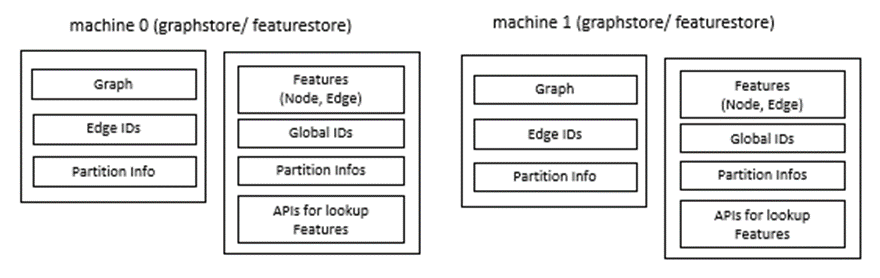 machine 0 (graphstore/ featurestore)
Graph
Edge IDs
Partition Info
Features
(Node, Edge)
Global IDs
Partition Infos
APIs for lookup
Features
machine 1 (graphstore/ featurestore)
Graph
Edge IDs
Partition Info
Features
(Node, Edge)
Global IDs
Partition Infos
APIs for lookup
Features